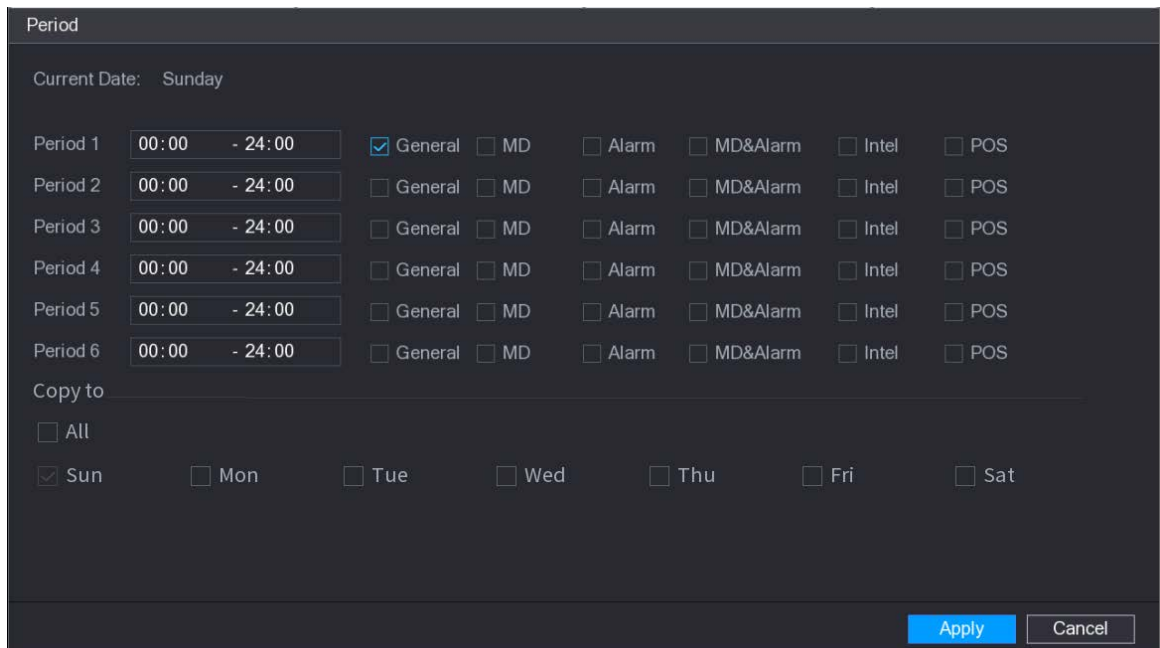 Period
Current Date: Sunday
Period 1 00:00 - 24:00 General MD Alarm MD&Alarm Intel POS
Period 2 00:00 - 24:00 General MD Alarm MD&Alarm Intel POS
Period 3 00:00 - 24:00 General MD Alarm MD&Alarm Intel POS
Period 4 00:00 - 24:00 General MD Alarm MD&Alarm Intel POS
Period 5 00:00 - 24:00 General MD Alarm MD&Alarm Intel POS
Period 6 00:00 - 24:00 General MD Alarm MD&Alarm Intel POS
Copy to
All
Sun Mon Tue Wed Thu Fri Sat
Apply Cancel